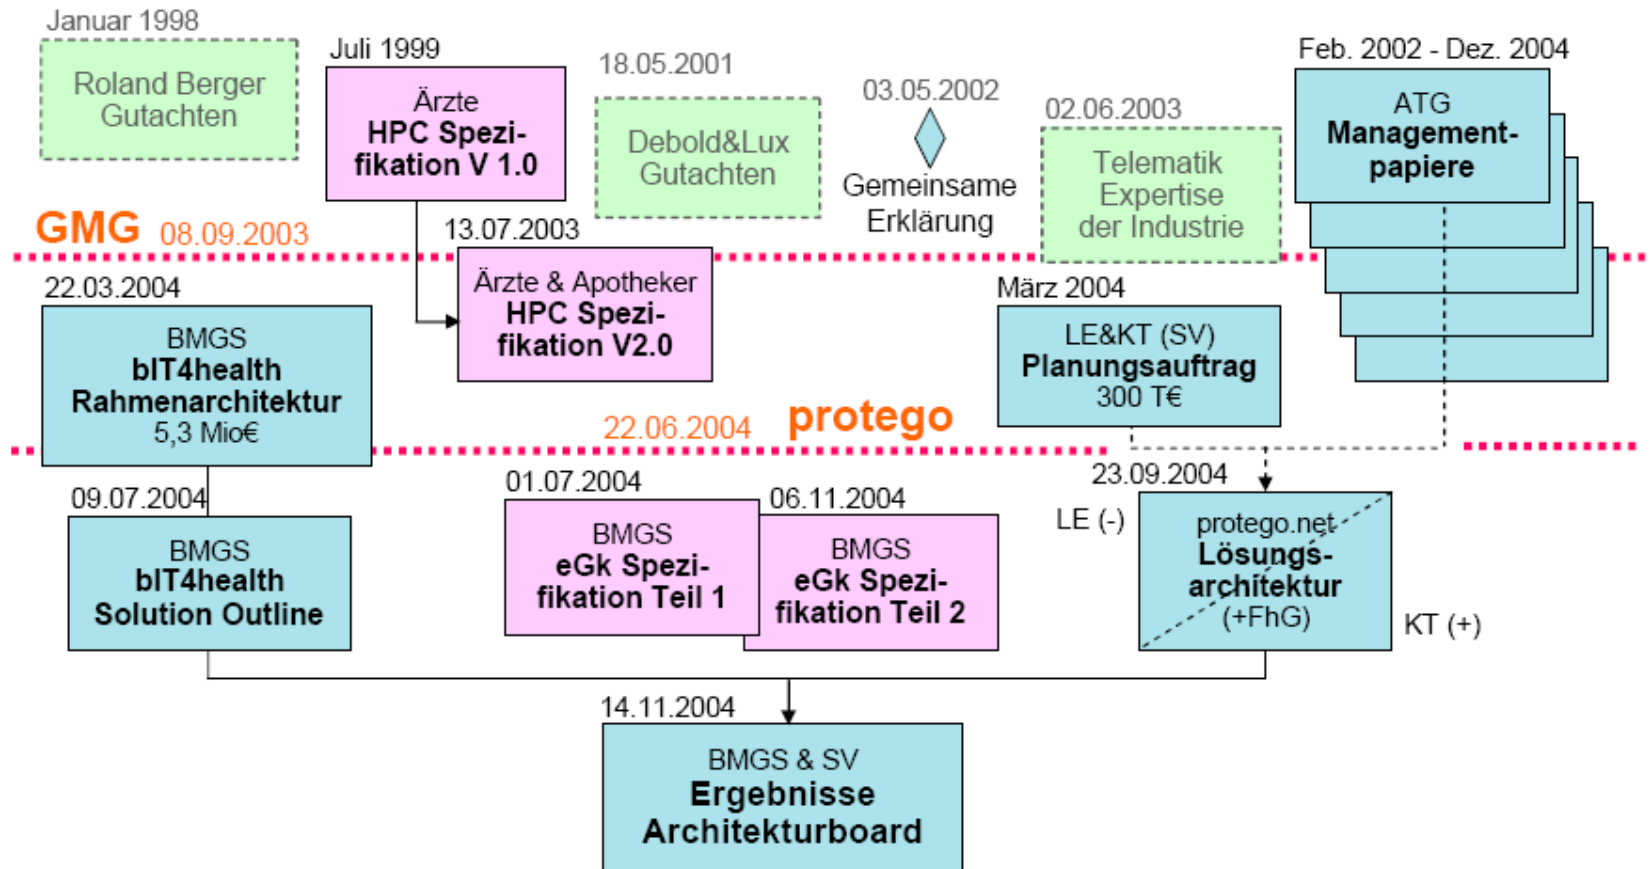 Januar 1998
Roland Berger
Gutachten
Juli 1999
Ärzte
HPC Spezi-
fikation V 1.0
18.05.2001
Debold&Lux
Gutachten
03.05.2002
Gemeinsame
Erklärung
02.06.2003
Telematik
Expertise
der Industrie
Feb. 2002 - Dez. 2004
ATG
Management-
papiere
GMG 08.09.2003
13.07.2003
Ärzte & Apotheker
HPC Spezi-
fikation V2.0
22.03.2004
BMGS
bIT4health
Rahmenarchitektur
5,3 Mio€
März 2004
LE&KT (SV)
Planungsauftrag
300 T€
22.06.2004 protego
09.07.2004
BMGS
bIT4health
Solution Outline
01.07.2004
BMGS
eGk Spezi-
fikation Teil 1
06.11.2004
BMGS
eGk Spezi-
fikation Teil 2
23.09.2004
LE (-)
protego.net
Lösungs-
architektur
(+FhG)
KT (+)
14.11.2004
BMGS & SV
Ergebnisse
Architekturboard